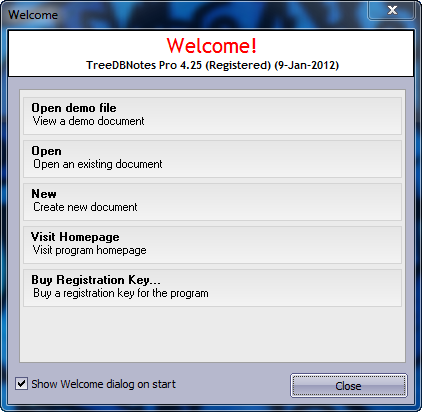 Welcome
Welcome!
TreeDBNotes Pro 4.25 (Registered) (9-Jan-2012)
Open demo file
View a demo document
Open
Open an existing document
New
Create new document
Visit Homepage
Visit program homepage
Buy Registration Key...
Buy a registration key for the program
Show Welcome dialog on start
Close